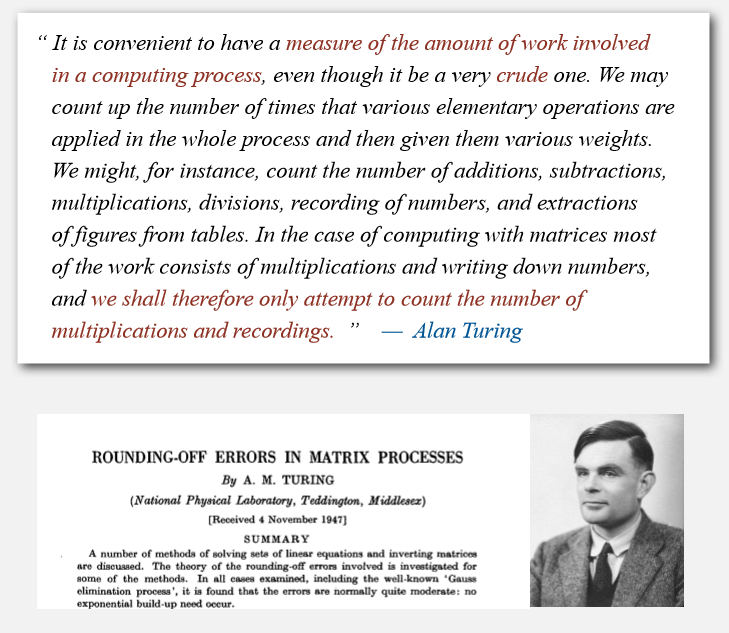 “ It is convenient to have a measure of the amount of work involved
in a computing process, even though it be a very crude one. We may
count up the number of times that various elementary operations are
applied in the whole process and then given them various weights.
We might, for instance, count the number of additions, subtractions,
multiplications, divisions, recording of numbers, and extractions
of figures from tables. In the case of computing with matrices most
of the work consists of multiplications and writing down numbers,
and we shall therefore only attempt to count the number of
multiplications and recordings. ” — Alan Turing
ROUNDING-OFF ERRORS IN MATRIX PROCESSES
By A. M. TURING
(National Physical Laboratory, Teddington, Middlesex)
[Received 4 November 1947]
SUMMARY
A number of methods of solving sets of linear equations and inverting matrices
are discussed. The theory of the rounding-off errors involved is investigated for
some of the methods. In all cases examined, including the well-known ‘Gauss
elimination process’, it is found that the errors are normally quite moderate: no
exponential build-up need occur.